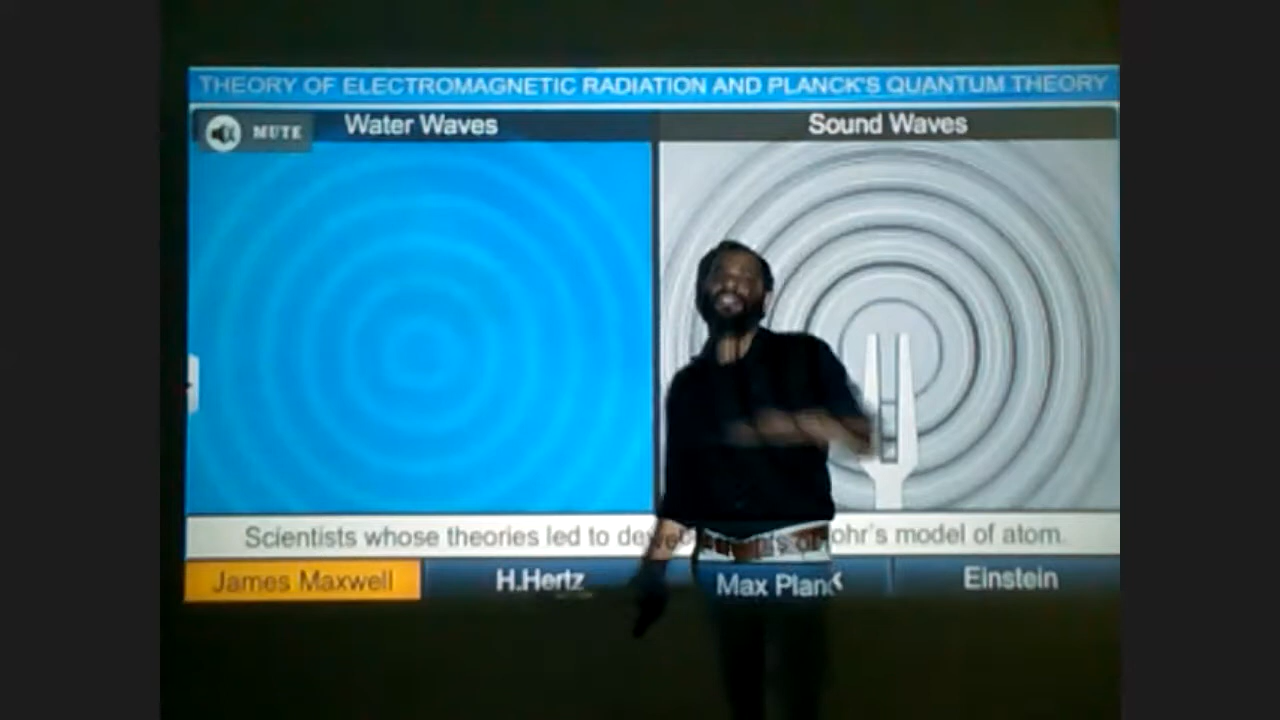 THEORY OF ELECTROMAGNETIC RADIATION AND PLANCK'S QUANTUM THEORY
MUTE
Water Waves
Sound Waves
Scientists whose theories led to of model of atom.
James Maxwell
H.Hertz
Max Planck
Einstein